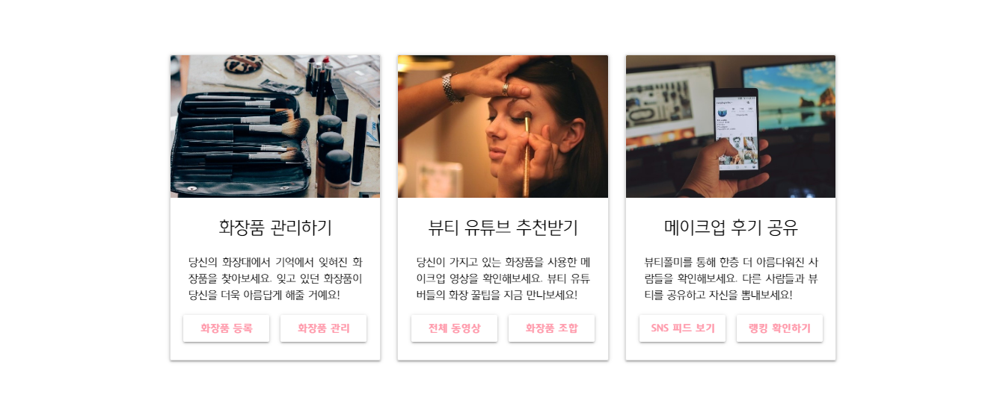 화장품 관리하기
당신의 화장대에서 기억에서 잊혀진 화
장품을 찾아보세요. 잊고 있던 화장품이
당신을 더욱 아름답게 해줄 거예요!
화장품 등록
화장품 관리
뷰티 유튜브 추천받기
당신이 가지고 있는 화장품을 사용한 메
이크업 영상을 확인해보세요. 뷰티 유튜
버들의 화장 꿀팁을 지금 만나보세요!
전체 동영상
화장품 조합
메이크업 후기 공유
뷰티폴미를 통해 한층 더 아름다워진 사
람들을 확인해보세요. 다른 사람들과 뷰
티를 공유하고 자신을 뽐내보세요!
SNS 피드 보기
랭킹 확인하기